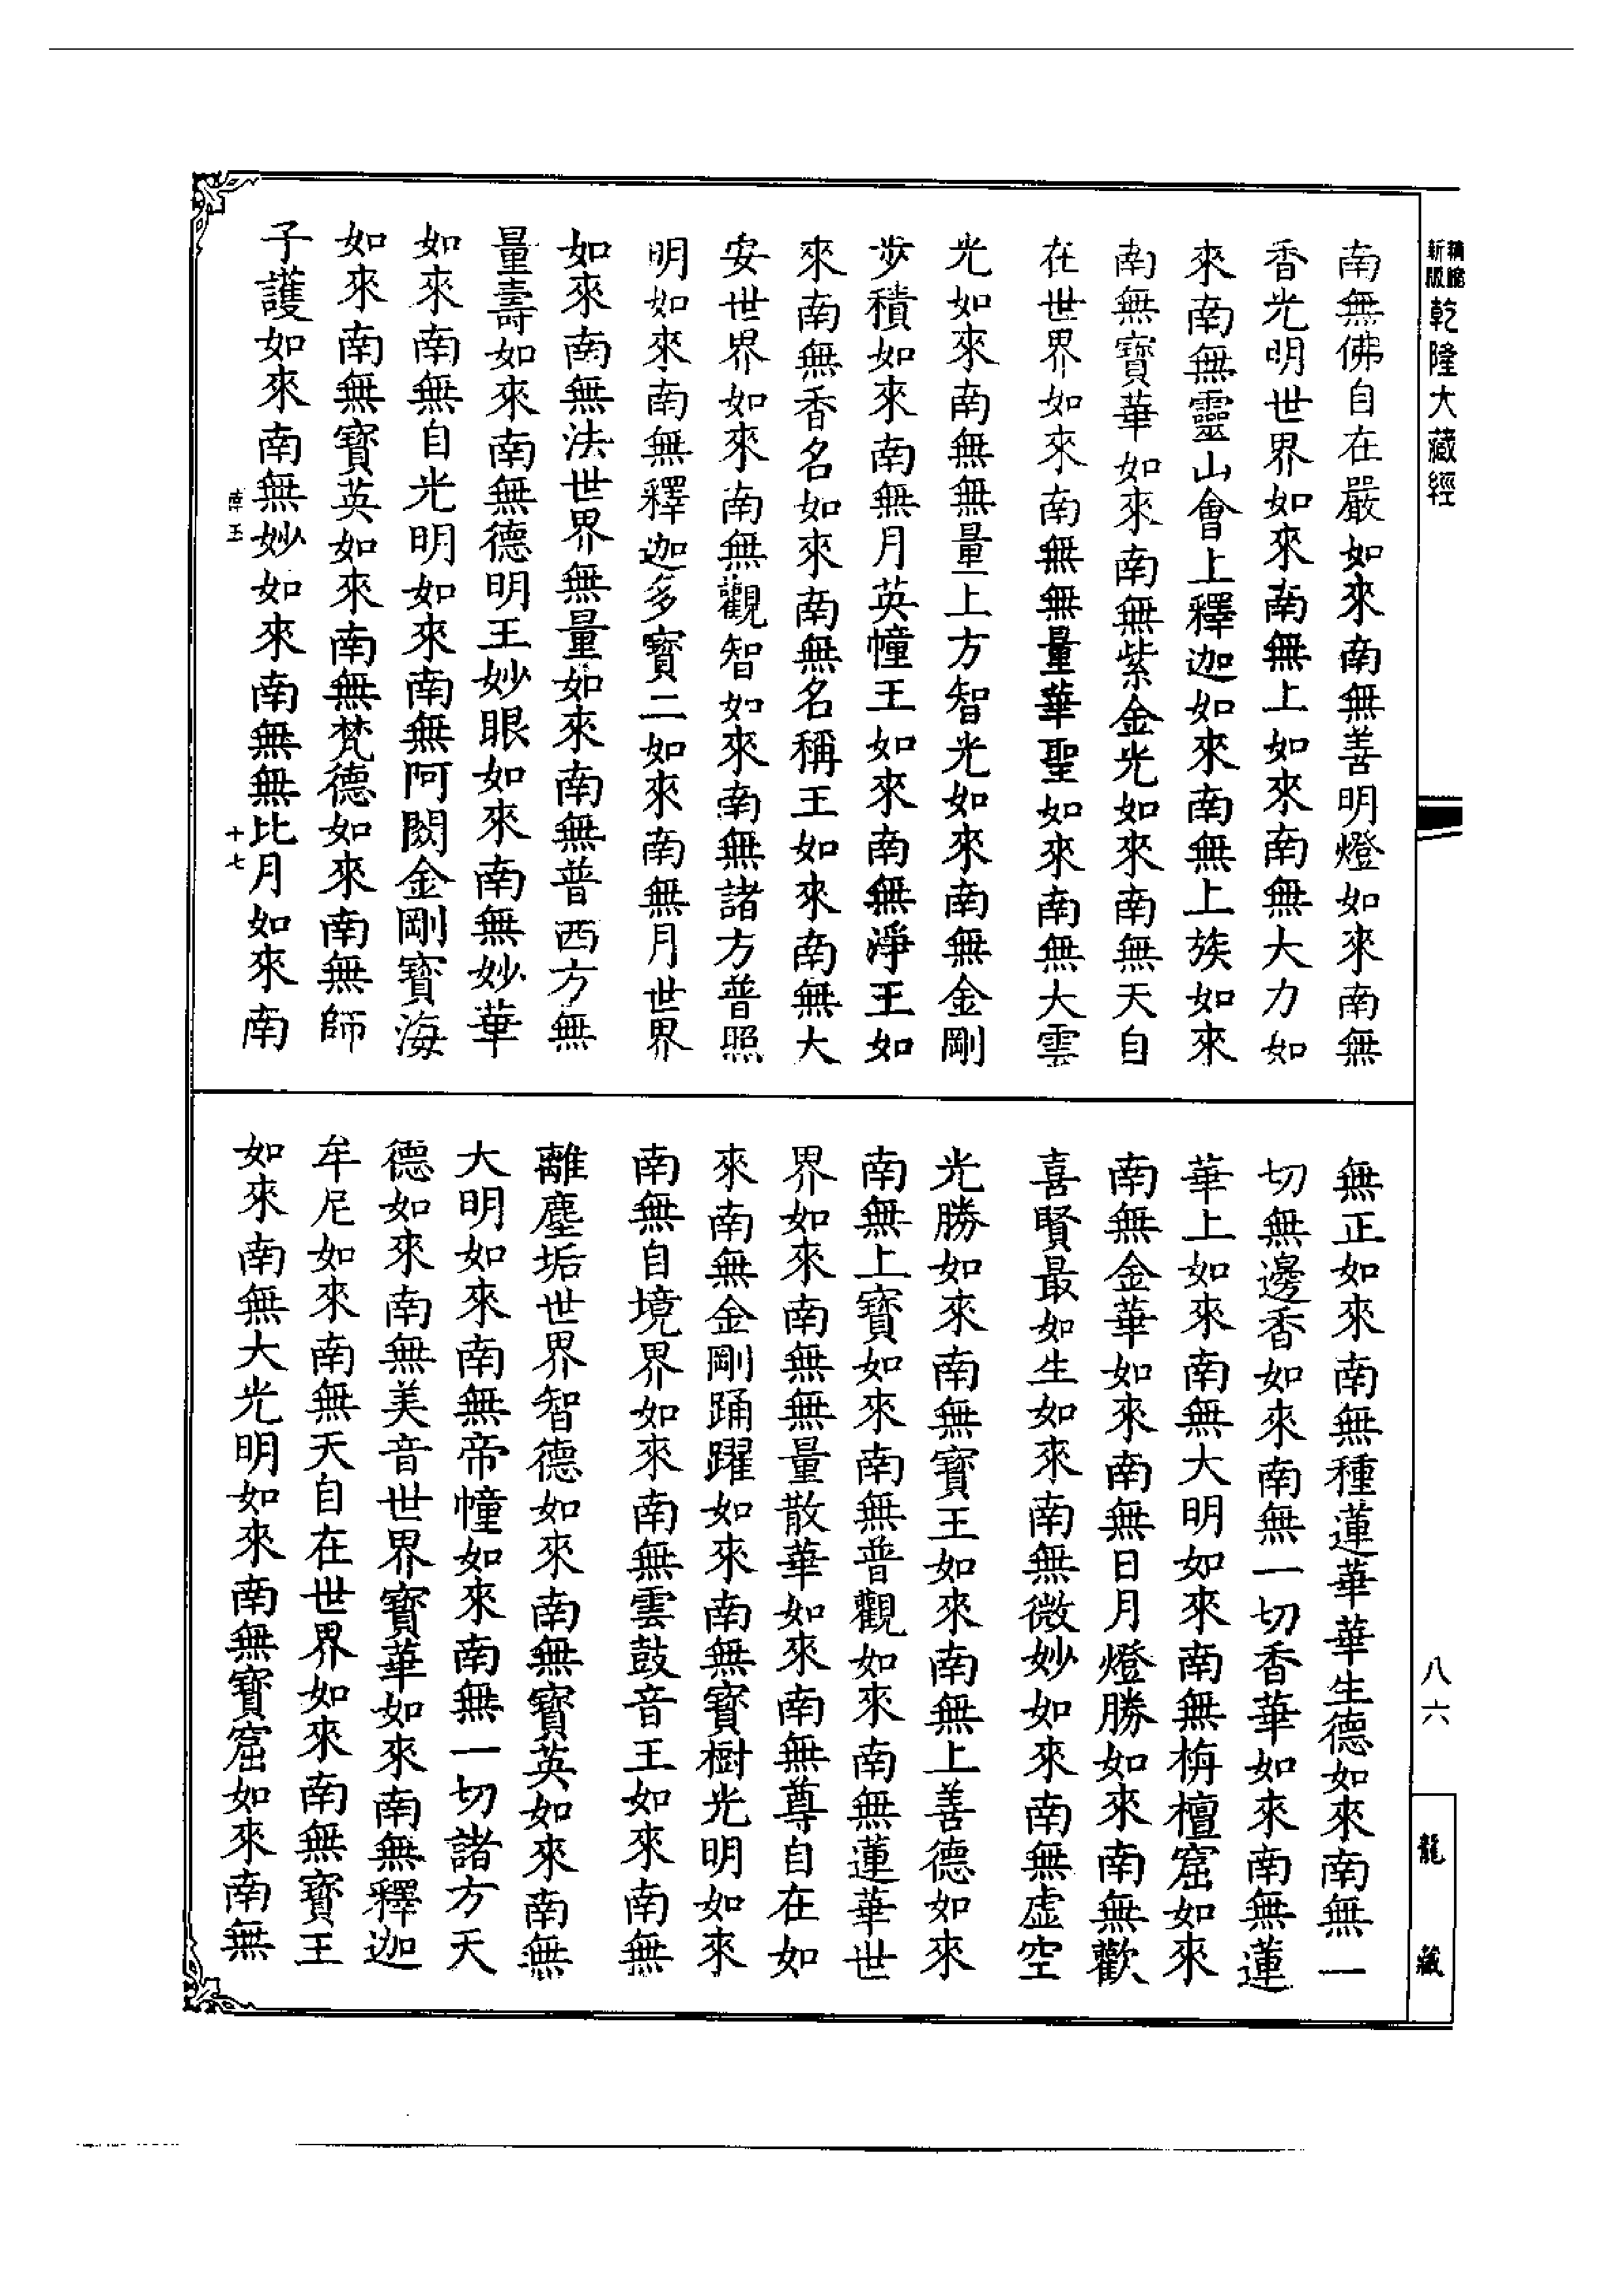 新版精縮乾隆大藏經
南無佛自在嚴如來南無善明燈如來南無
香光明世界如來南無上如來南無大力如
來南無靈山會上釋迦如來南無上族如來
南無寶華如來南無紫金光如來南無天自
在世界如來南無無量華聖如來南無大雲
光如來南無無量上方智光如來南無金剛
步積如來南無月英幢王如來南無淨王如
來南無香名如來南無名稱王如來南無大
安世界如來南無觀智如來南無諸方普照
明如來南無釋迦多寶二如來南無月世界
如來南無法世界無量如來南無普西方無
量壽如來南無德明王妙眼如來南無妙華
如來南無自光明如來南無阿閦金剛寶海
如來南無寶英如來南無梵德如來南無師
子護如來南無妙如來南無無比月如來南
十七
無正如來南無種蓮華華生德如來南無一
切無邊香如來南無一切香華如來南無蓮
華上如來南無大明如來南無栴檀窟如來
南無金華如來南無日月燈勝如來南無歡
喜賢最如生如來南無微妙如來南無虛空
光勝如來南無寶王如來南無上善德如來
南無上寶如來南無普觀如來南無蓮華世
界如來南無無量散華如來南無尊自在如
來南無金剛踊躍如來南無寶樹光明如來
南無自境界如來南無雲鼓音王如來南無
離塵垢世界智德如來南無寶英如來南無
大明如來南無帝幢如來南無一切諸方天
德如來南無美音世界寶華如來南無釋迦
牟尼如來南無天自在世界如來南無寶王
如來南無大光明如來南無寶窟如來南無
八六
龍藏